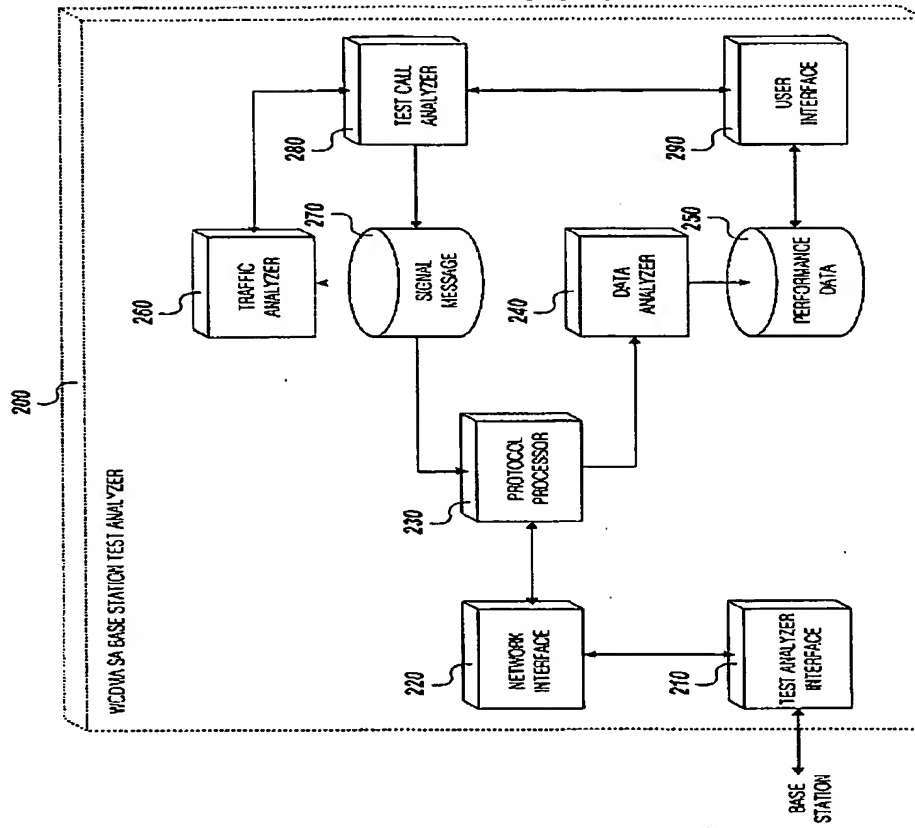 200
WCDMA SA BASE STATION TEST ANALYZER
260
TRAFFIC
ANALYZER
280
TEST CALL
ANALYZER
270
SIGNAL
MESSAGE
230
PROTOCOL
PROCESSOR
240
DATA
ANALYZER
220
NETWORK
INTERFACE
250
PERFORMANCE
DATA
290
USER
INTERFACE
210
TEST ANALYZER
INTERFACE
BASE
STATION